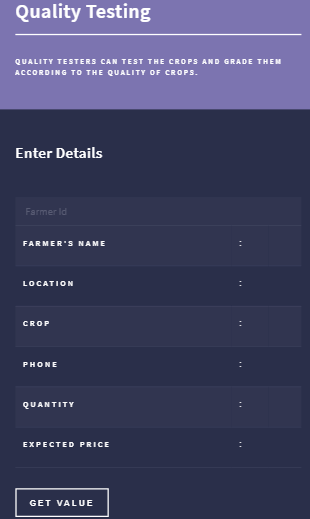 Quality Testing
QUALITY TESTERS CAN TEST THE CROPS AND GRADE THEM
ACCORDING TO THE QUALITY OF CROPS.
Enter Details
Farmer Id
FARMER'S NAME :
LOCATION :
CROP :
PHONE :
QUANTITY :
EXPECTED PRICE :
GET VALUE